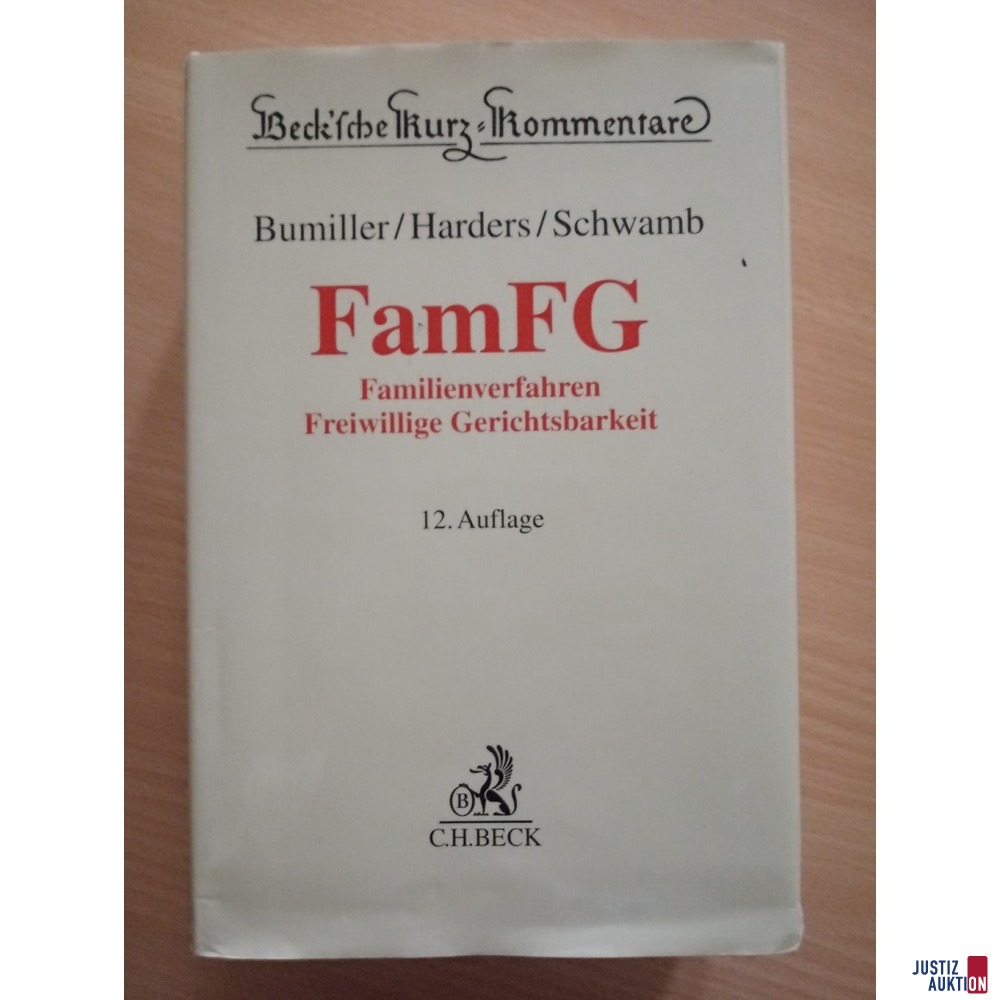 Beck'sche Kurz-Kommentare
Bumiller/Harders/Schwamb
FamFG
Familienverfahren
Freiwillige Gerichtsbarkeit
12. Auflage
B
C.H.BECK
JUSTIZ
AUKTION